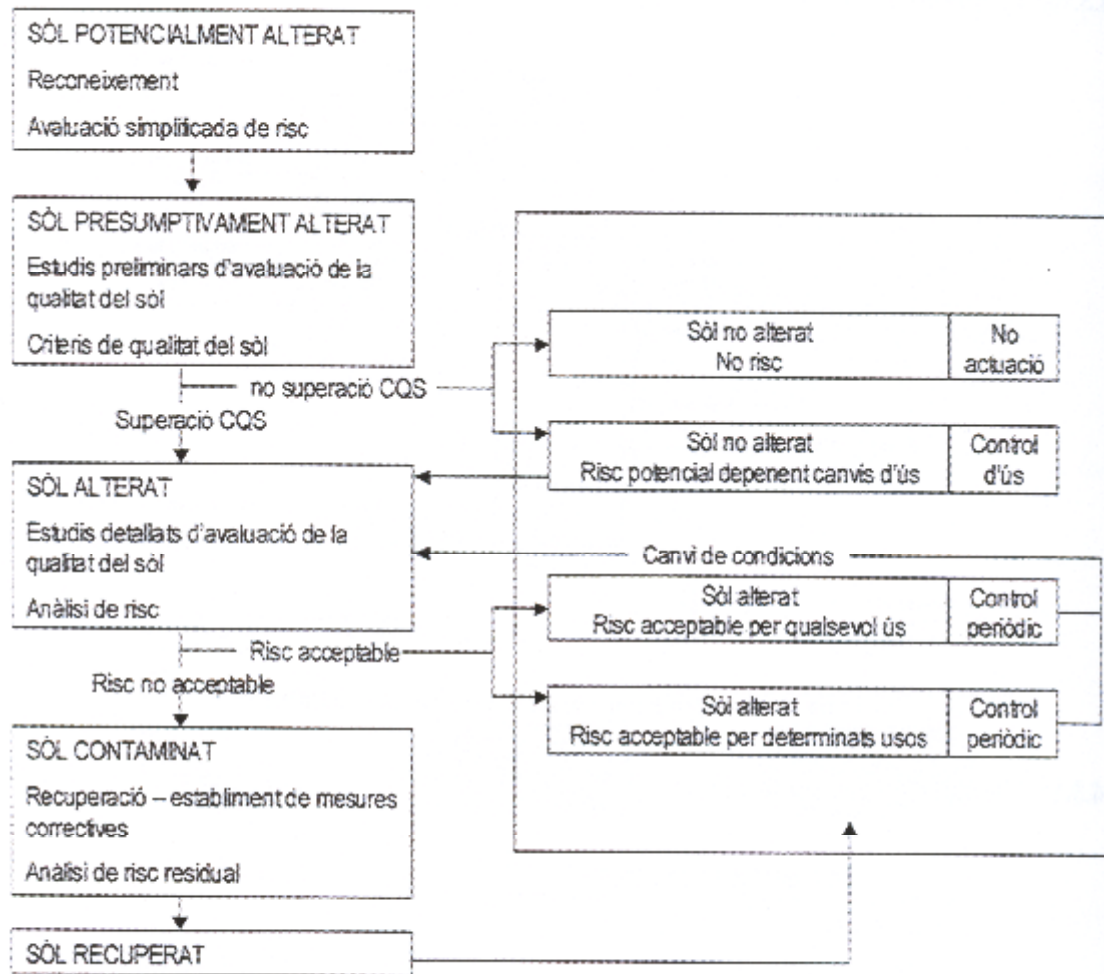 SÒL POTENCIALMENT ALTERAT
Reconeixement
Avaluació simplificada de risc
SÒL PRESUMPTIVAMENT ALTERAT
Estudis preliminars d'avaluació de la
qualitat del sòl
Criteris de qualitat del sòl
no superació CQS
Superació CQS
Sòl no alterat
No risc
No
actuació
Sòl no alterat
Risc potencial depenent canvis d'ús
Control
d'ús
SÒL ALTERAT
Estudis detallats d'avaluació de la
qualitat del sòl
Anàlisi de risc
Canvi de condicions
Sòl alterat
Risc acceptable per qualsevol ús
Control
periòdic
Risc acceptable
Risc no acceptable
Sòl alterat
Risc acceptable per determinats usos
Control
periòdic
SÒL CONTAMINAT
Recuperació – establiment de mesures
correctives
Anàlisi de risc residual
SÒL RECUPERAT